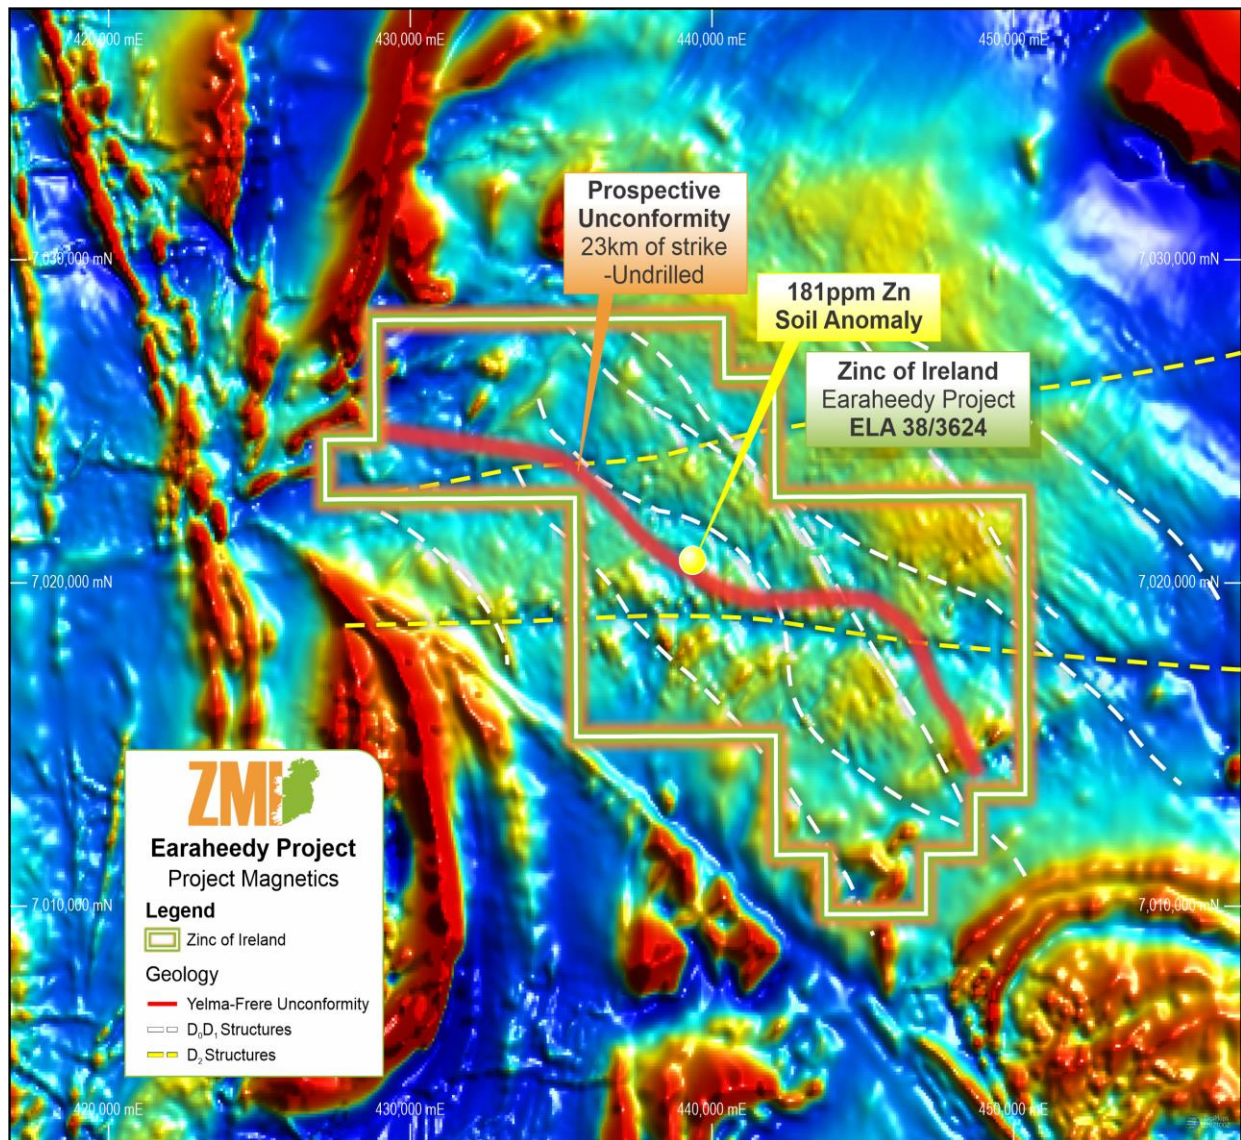 420,000 mE
430,000 mE
440,000 mE
450,000 mE
Prospective
Unconformity
23km of strike
-Undrilled
7,030,000 mN
7,030,000 mN
181ppm Zn
Soil Anomaly
Zinc of Ireland
Earaheedy Project
ELA 38/3624
7,020,000 mN
7,020,000 mN
ZMI
Earaheedy Project
Project Magnetics
Legend
Zinc of Ireland
Geology
Yelma-Frere Unconformity
D₀D₁ Structures
D₂ Structures
7,010,000 mN
7,010,000 mN
420,000 mE
430,000 mE
440,000 mE
450,000 mE